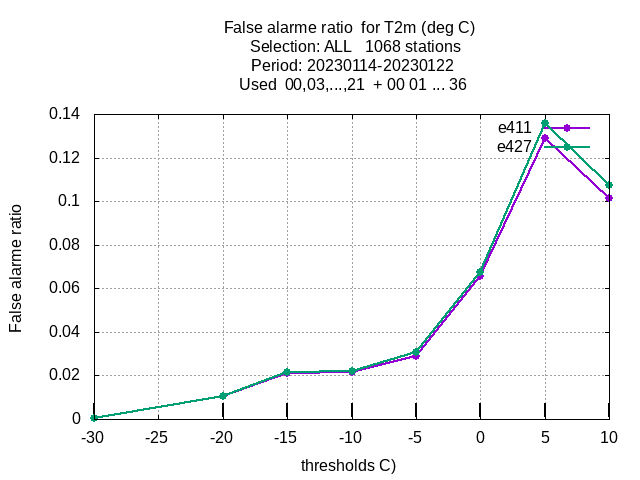 False alarme ratio  for T2m (deg C)
Selection: ALL   1068 stations
Period: 20230114-20230122
Used  00,03,...,21  + 00 01 ... 36
0.14
0.12
0.1
0.08
0.06
0.04
0.02
0
False alarme ratio
e411
e427
-30 -25 -20 -15 -10 -5 0 5 10
thresholds C)